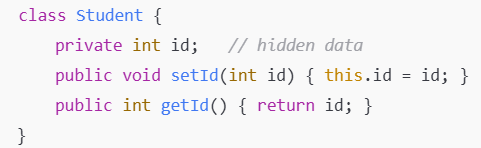 class Student {
    private int id;   // hidden data
    public void setId(int id) { this.id = id; }
    public int getId() { return id; }
}